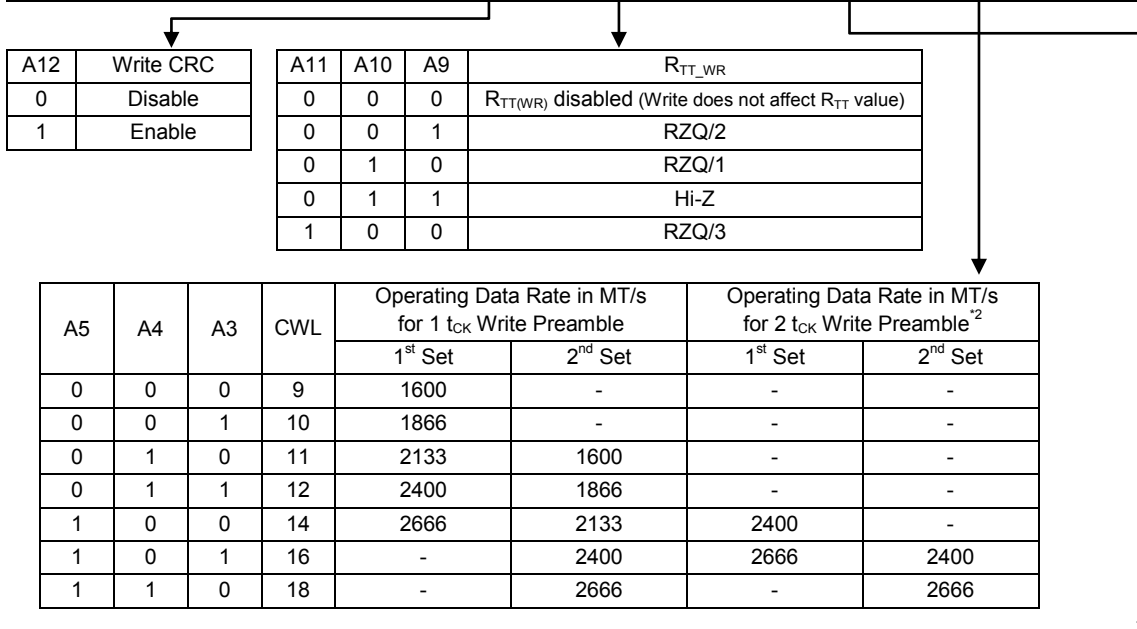 A12 Write CRC
0 Disable
1 Enable
A11 A10 A9 RTT_WR
0 0 0 RTT(WR) disabled (Write does not affect RTT value)
0 0 1 RZQ/2
0 1 0 RZQ/1
0 1 1 Hi-Z
1 0 0 RZQ/3
A5 A4 A3 CWL Operating Data Rate in MT/s
for 1 tCK Write Preamble
Operating Data Rate in MT/s
for 2 tCK Write Preamble*2
1st Set 2nd Set 1st Set 2nd Set
0 0 0 9 1600 - - -
0 0 1 10 1866 - - -
0 1 0 11 2133 1600 - -
0 1 1 12 2400 1866 - -
1 0 0 14 2666 2133 2400 -
1 0 1 16 - 2400 2666 2400
1 1 0 18 - 2666 - 2666